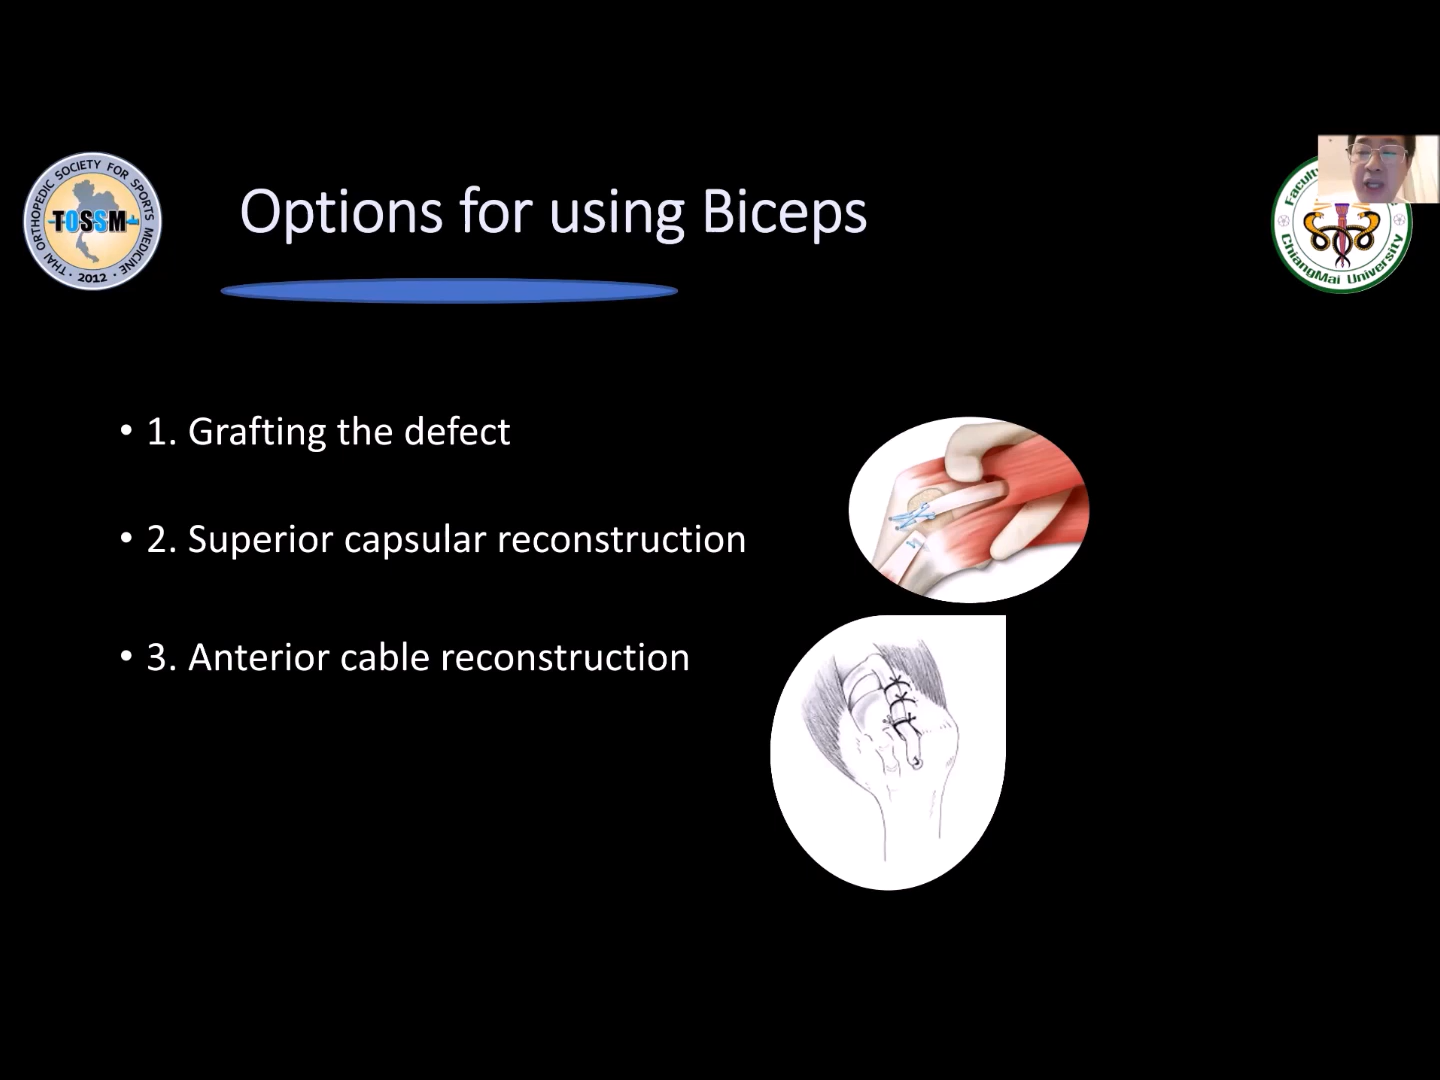 THAI ORTHOPEDIC SOCIETY FOR SPORTS MEDICINE
TOSSM
2012
Options for using Biceps
ChiangMai University
• 1. Grafting the defect
• 2. Superior capsular reconstruction
• 3. Anterior cable reconstruction